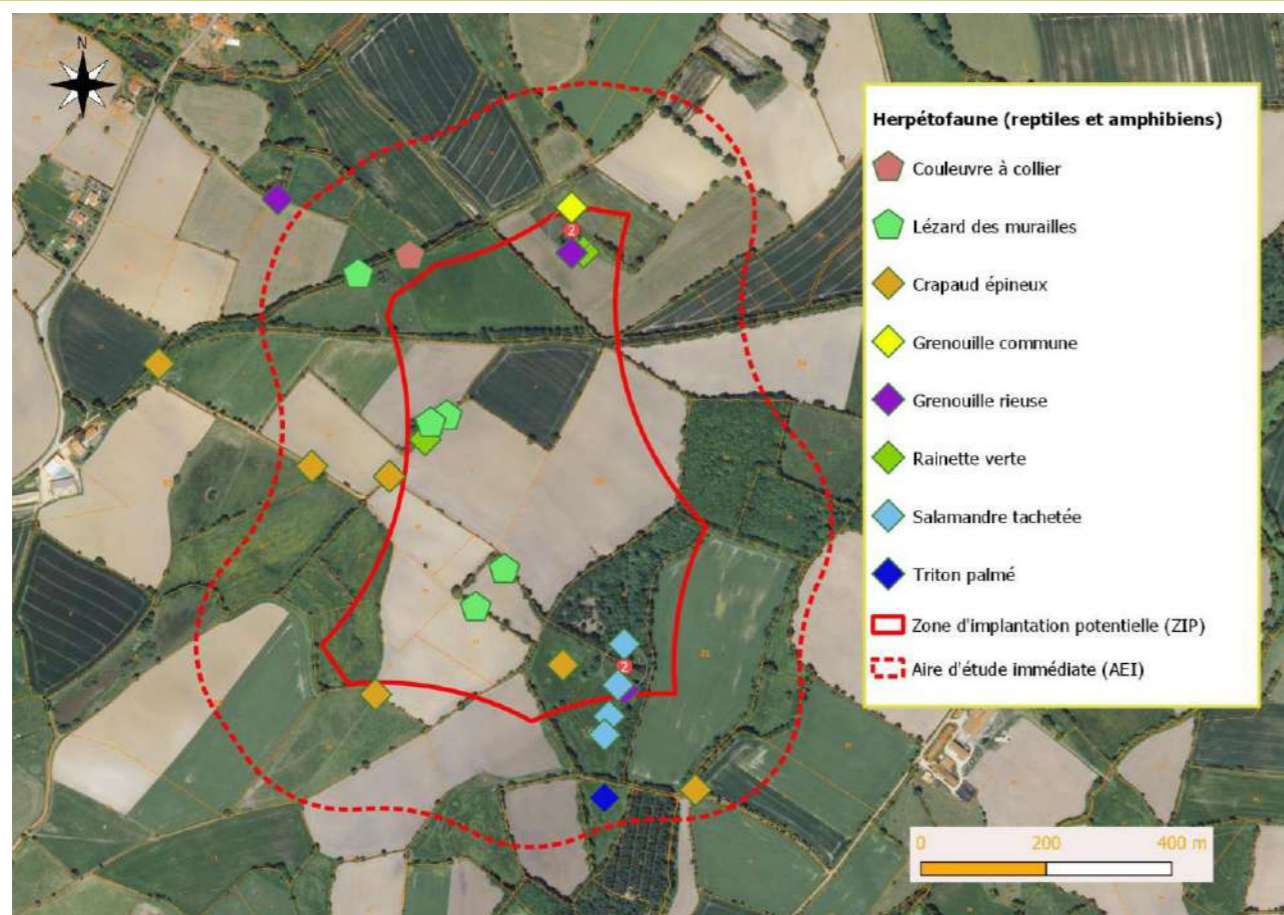 N
Herpétofaune (reptiles et amphibiens)
Couleuvre à collier
Lézard des murailles
Crapaud épineux
Grenouille commune
Grenouille rieuse
Rainette verte
Salamandre tachetée
Triton palmé
Zone d'implantation potentielle (ZIP)
Aire d'étude immédiate (AEI)
2
2
0 200 400 m